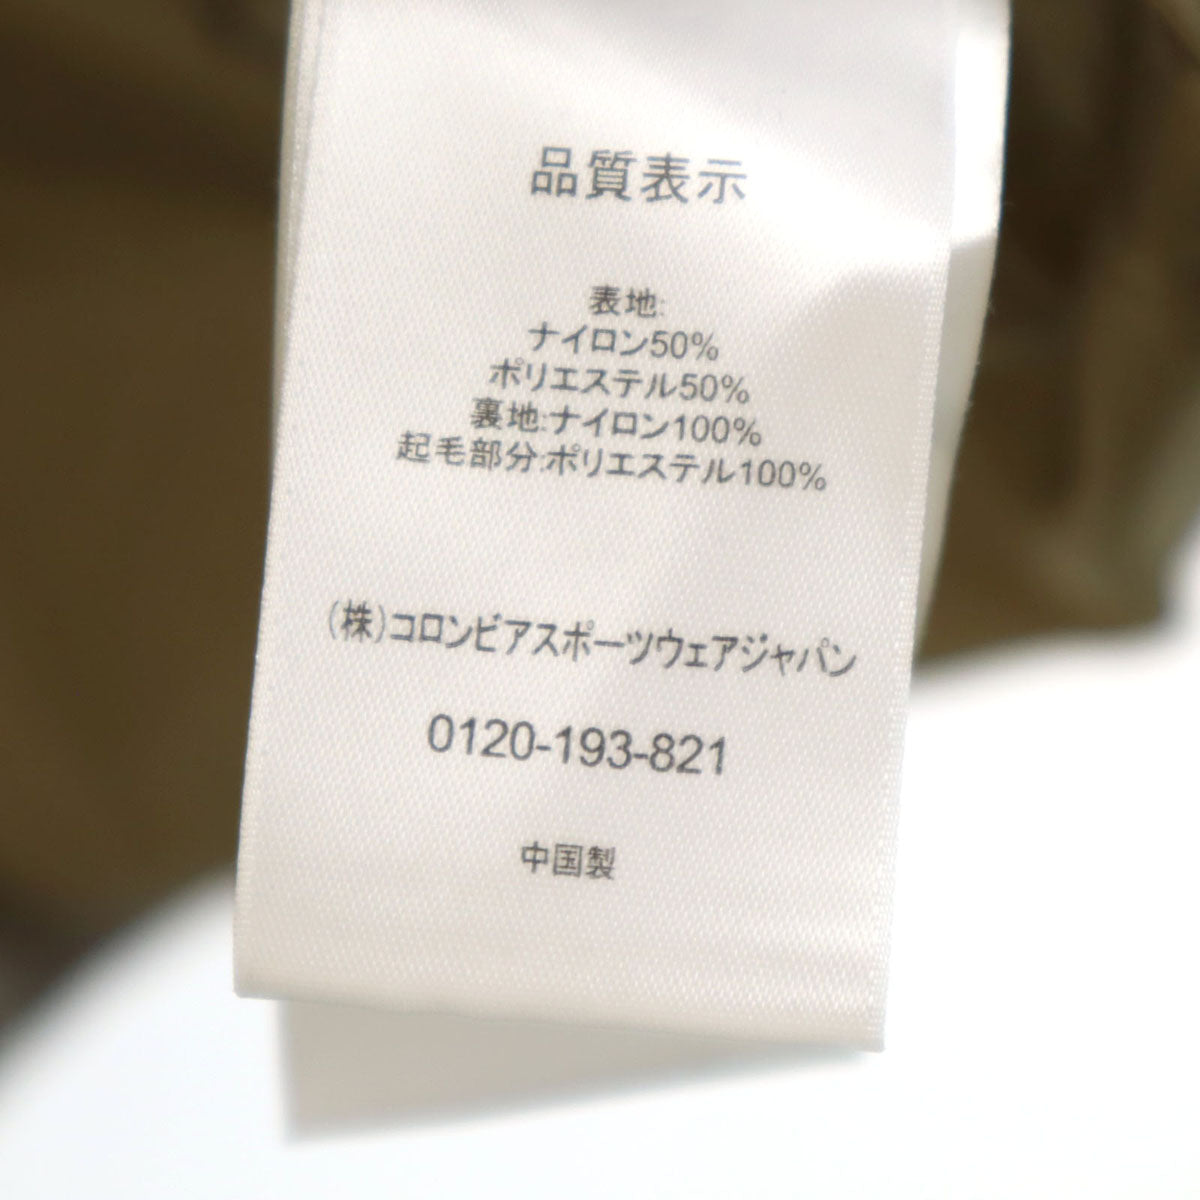 品質表示
表地:
ナイロン50%
ポリエステル50%
裏地:ナイロン100%
起毛部分:ポリエステル100%
(株)コロンビアスポーツウェアジャパン
0120-193-821
中国製